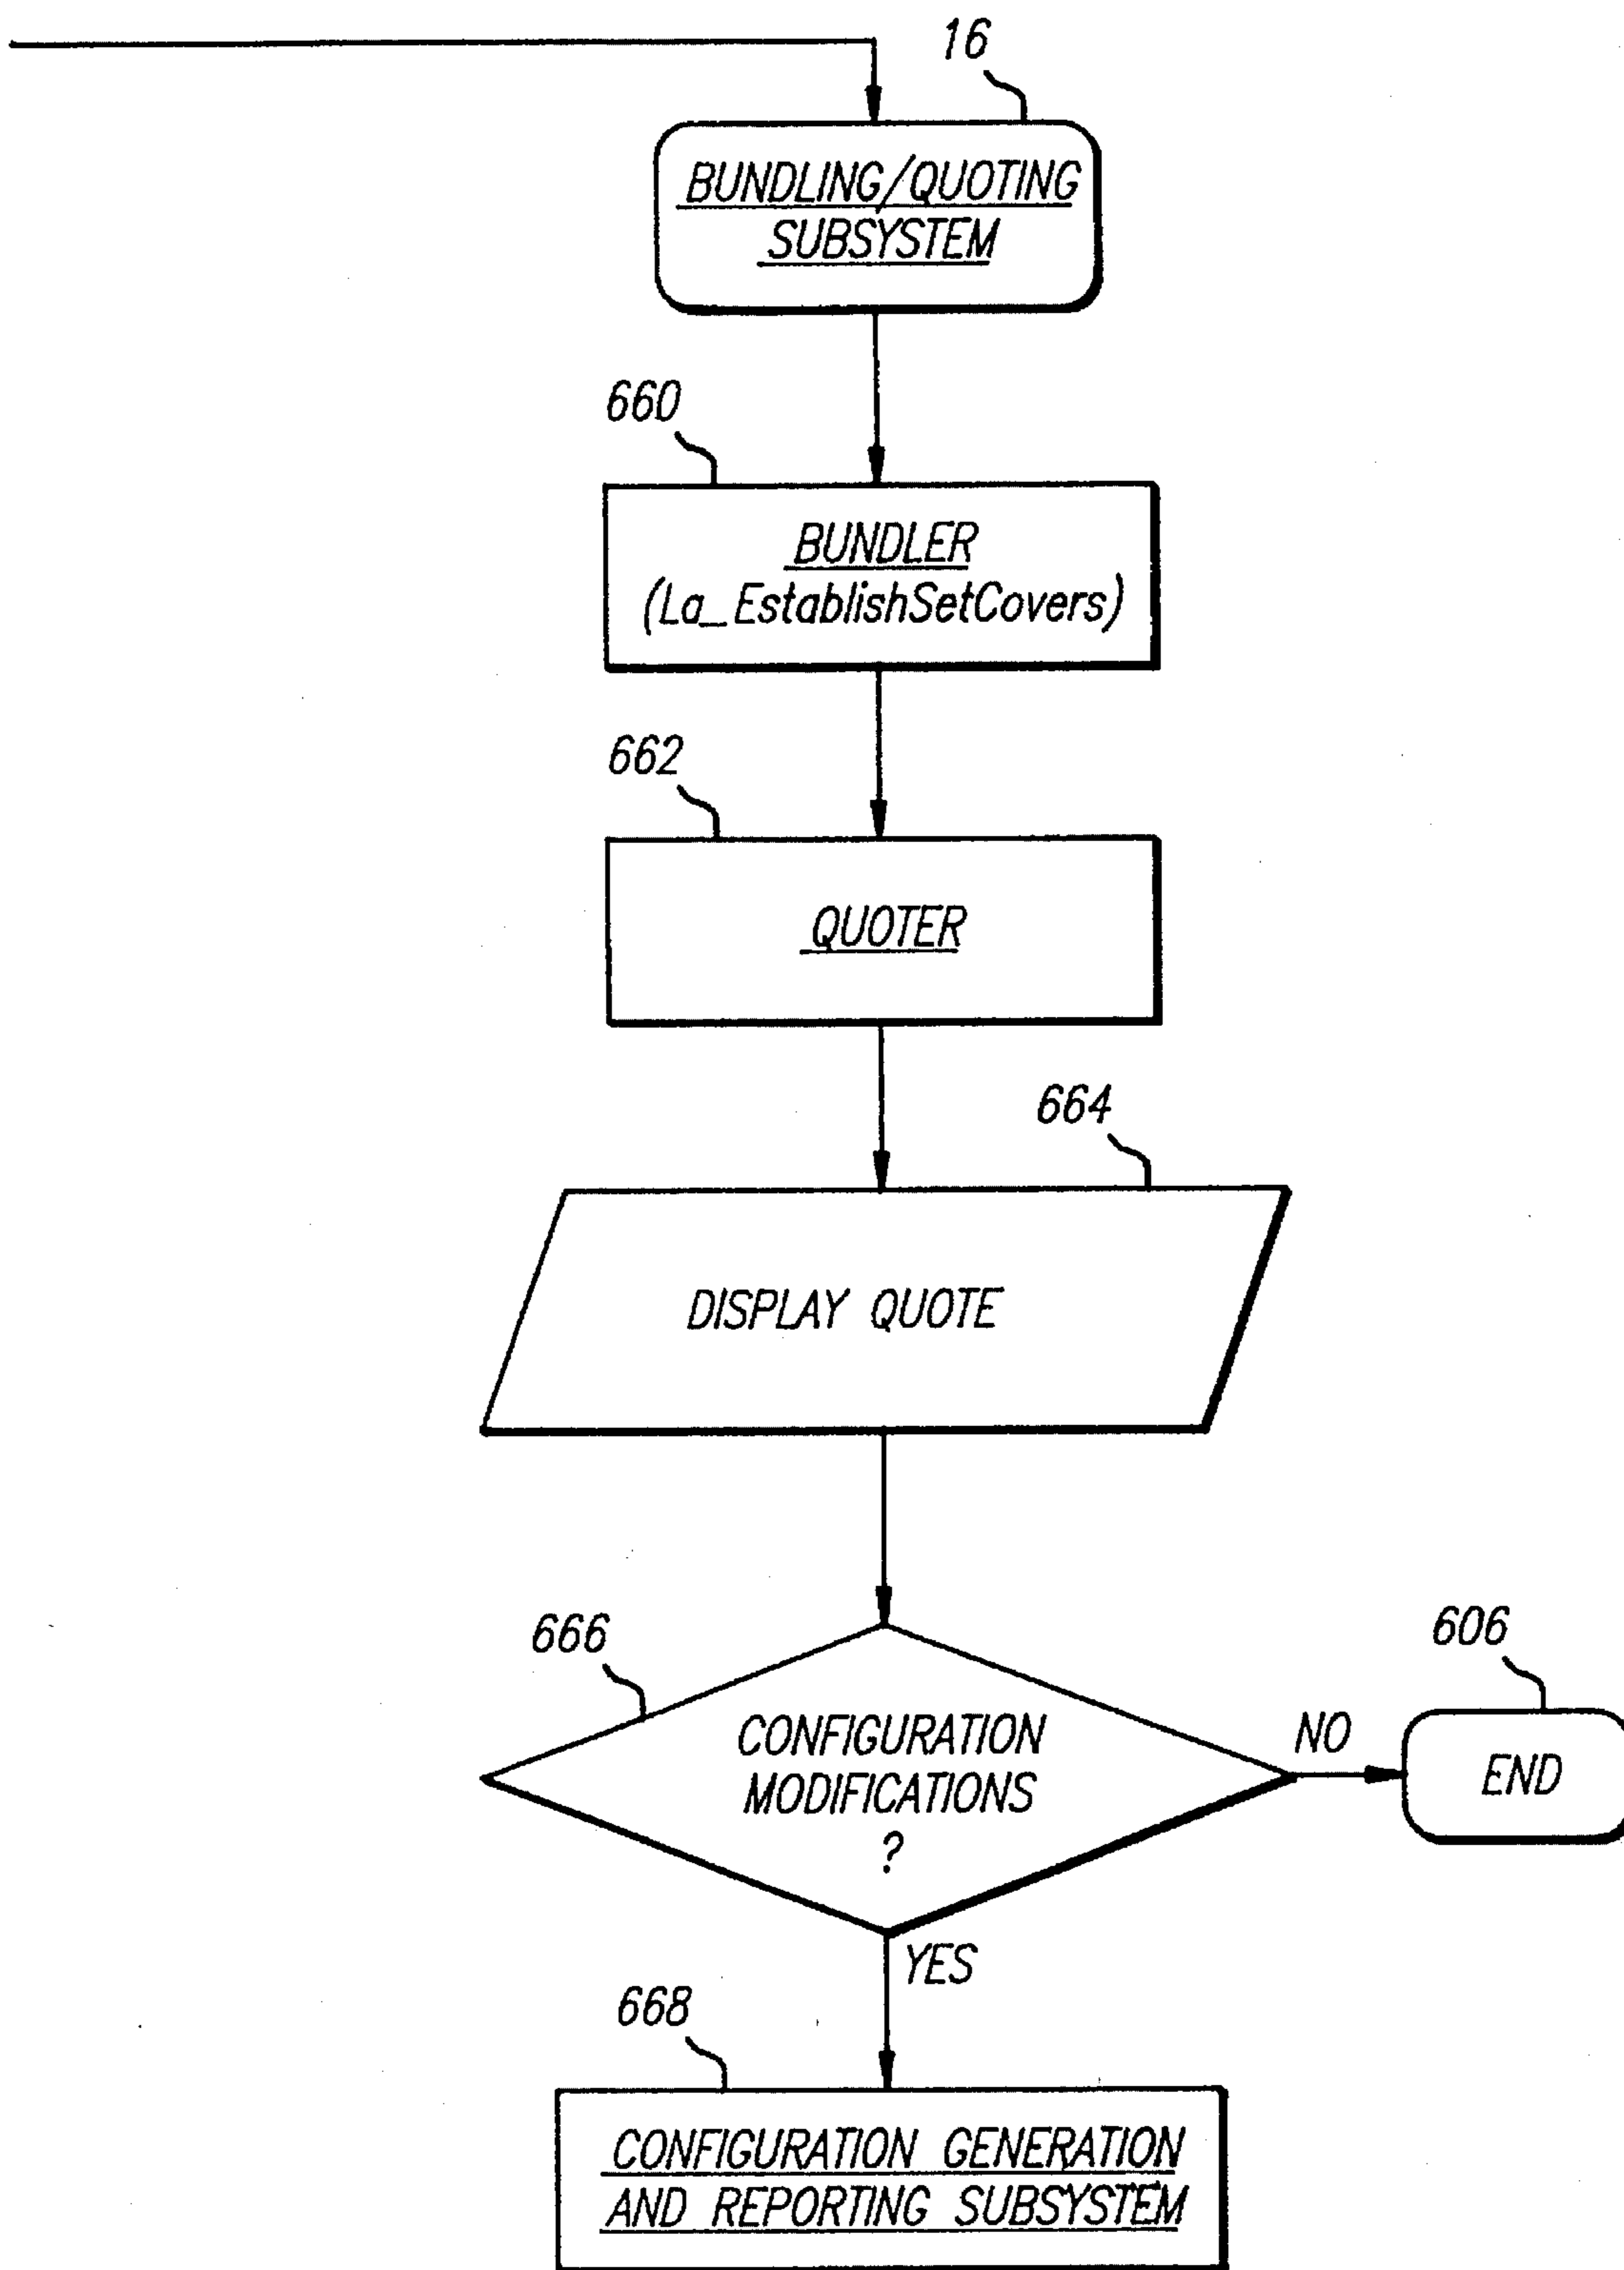 16
BUNDLING/QUOTING
SUBSYSTEM
660
BUNDLER
(La_EstablishSetCovers)
662
QUOTER
664
DISPLAY QUOTE
666
CONFIGURATION
MODIFICATIONS
?
NO
606
END
YES
668
CONFIGURATION GENERATION
AND REPORTING SUBSYSTEM